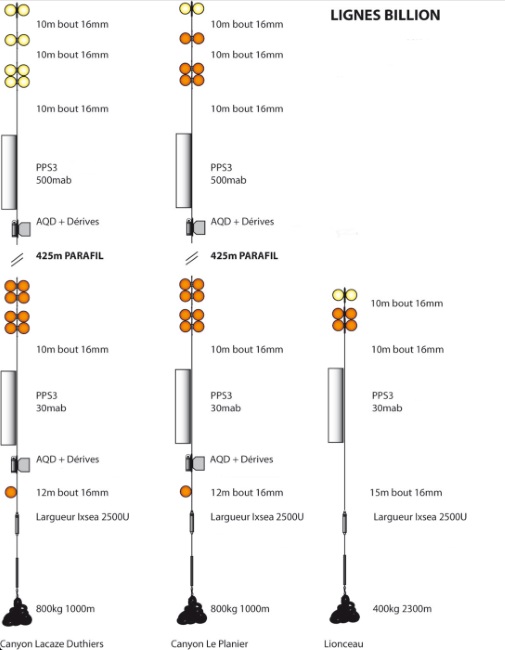 LIGNES BILLION
10m bout 16mm
10m bout 16mm
10m bout 16mm
10m bout 16mm
10m bout 16mm
10m bout 16mm
PPS3
500mab
PPS3
500mab
AQD + Dérives
AQD + Dérives
425m PARAFIL
425m PARAFIL
10m bout 16mm
10m bout 16mm
10m bout 16mm
10m bout 16mm
PPS3
30mab
PPS3
30mab
PPS3
30mab
AQD + Dérives
AQD + Dérives
12m bout 16mm
12m bout 16mm
15m bout 16mm
Largueur Ixsea 2500U
Largueur Ixsea 2500U
Largueur Ixsea 2500U
800kg 1000m
800kg 1000m
400kg 2300m
Canyon Lacaze Duthiers
Canyon Le Planier
Lionceau